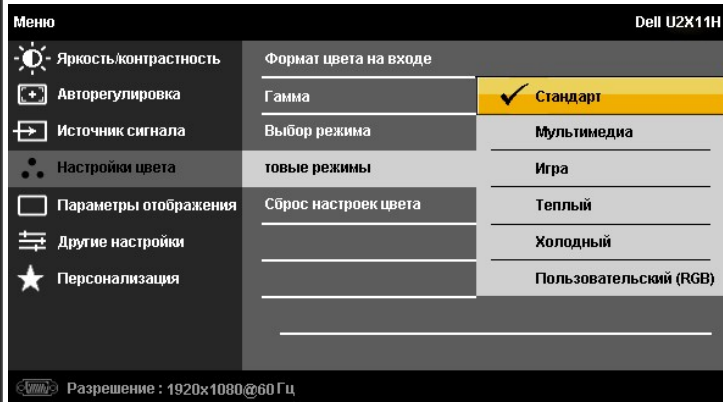 Меню
Dell U2X11H
Яркость/контрастность
Авторегулировка
Источник сигнала
Настройки цвета
Параметры отображения
Другие настройки
Персонализация
Формат цвета на входе
Гамма
Выбор режима
товые режимы
Сброс настроек цвета
Стандарт
Мультимедиа
Игра
Теплый
Холодный
Пользовательский (RGB)
Разрешение : 1920x1080@60 Гц